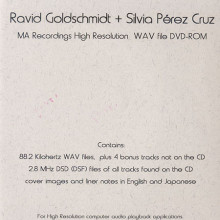 Ravid Goldschmidt + Silvia Pérez Cruz
MA Recordings High Resolution, WAV file DVD-ROM
Contains:
88.2 Kilohertz WAV files, plus 4 bonus tracks not on the CD
2.8 MHz DSD (DSF) files of all tracks found on the CD
cover images and liner notes in English and Japanese
For High Resolution computer audio playback applications.